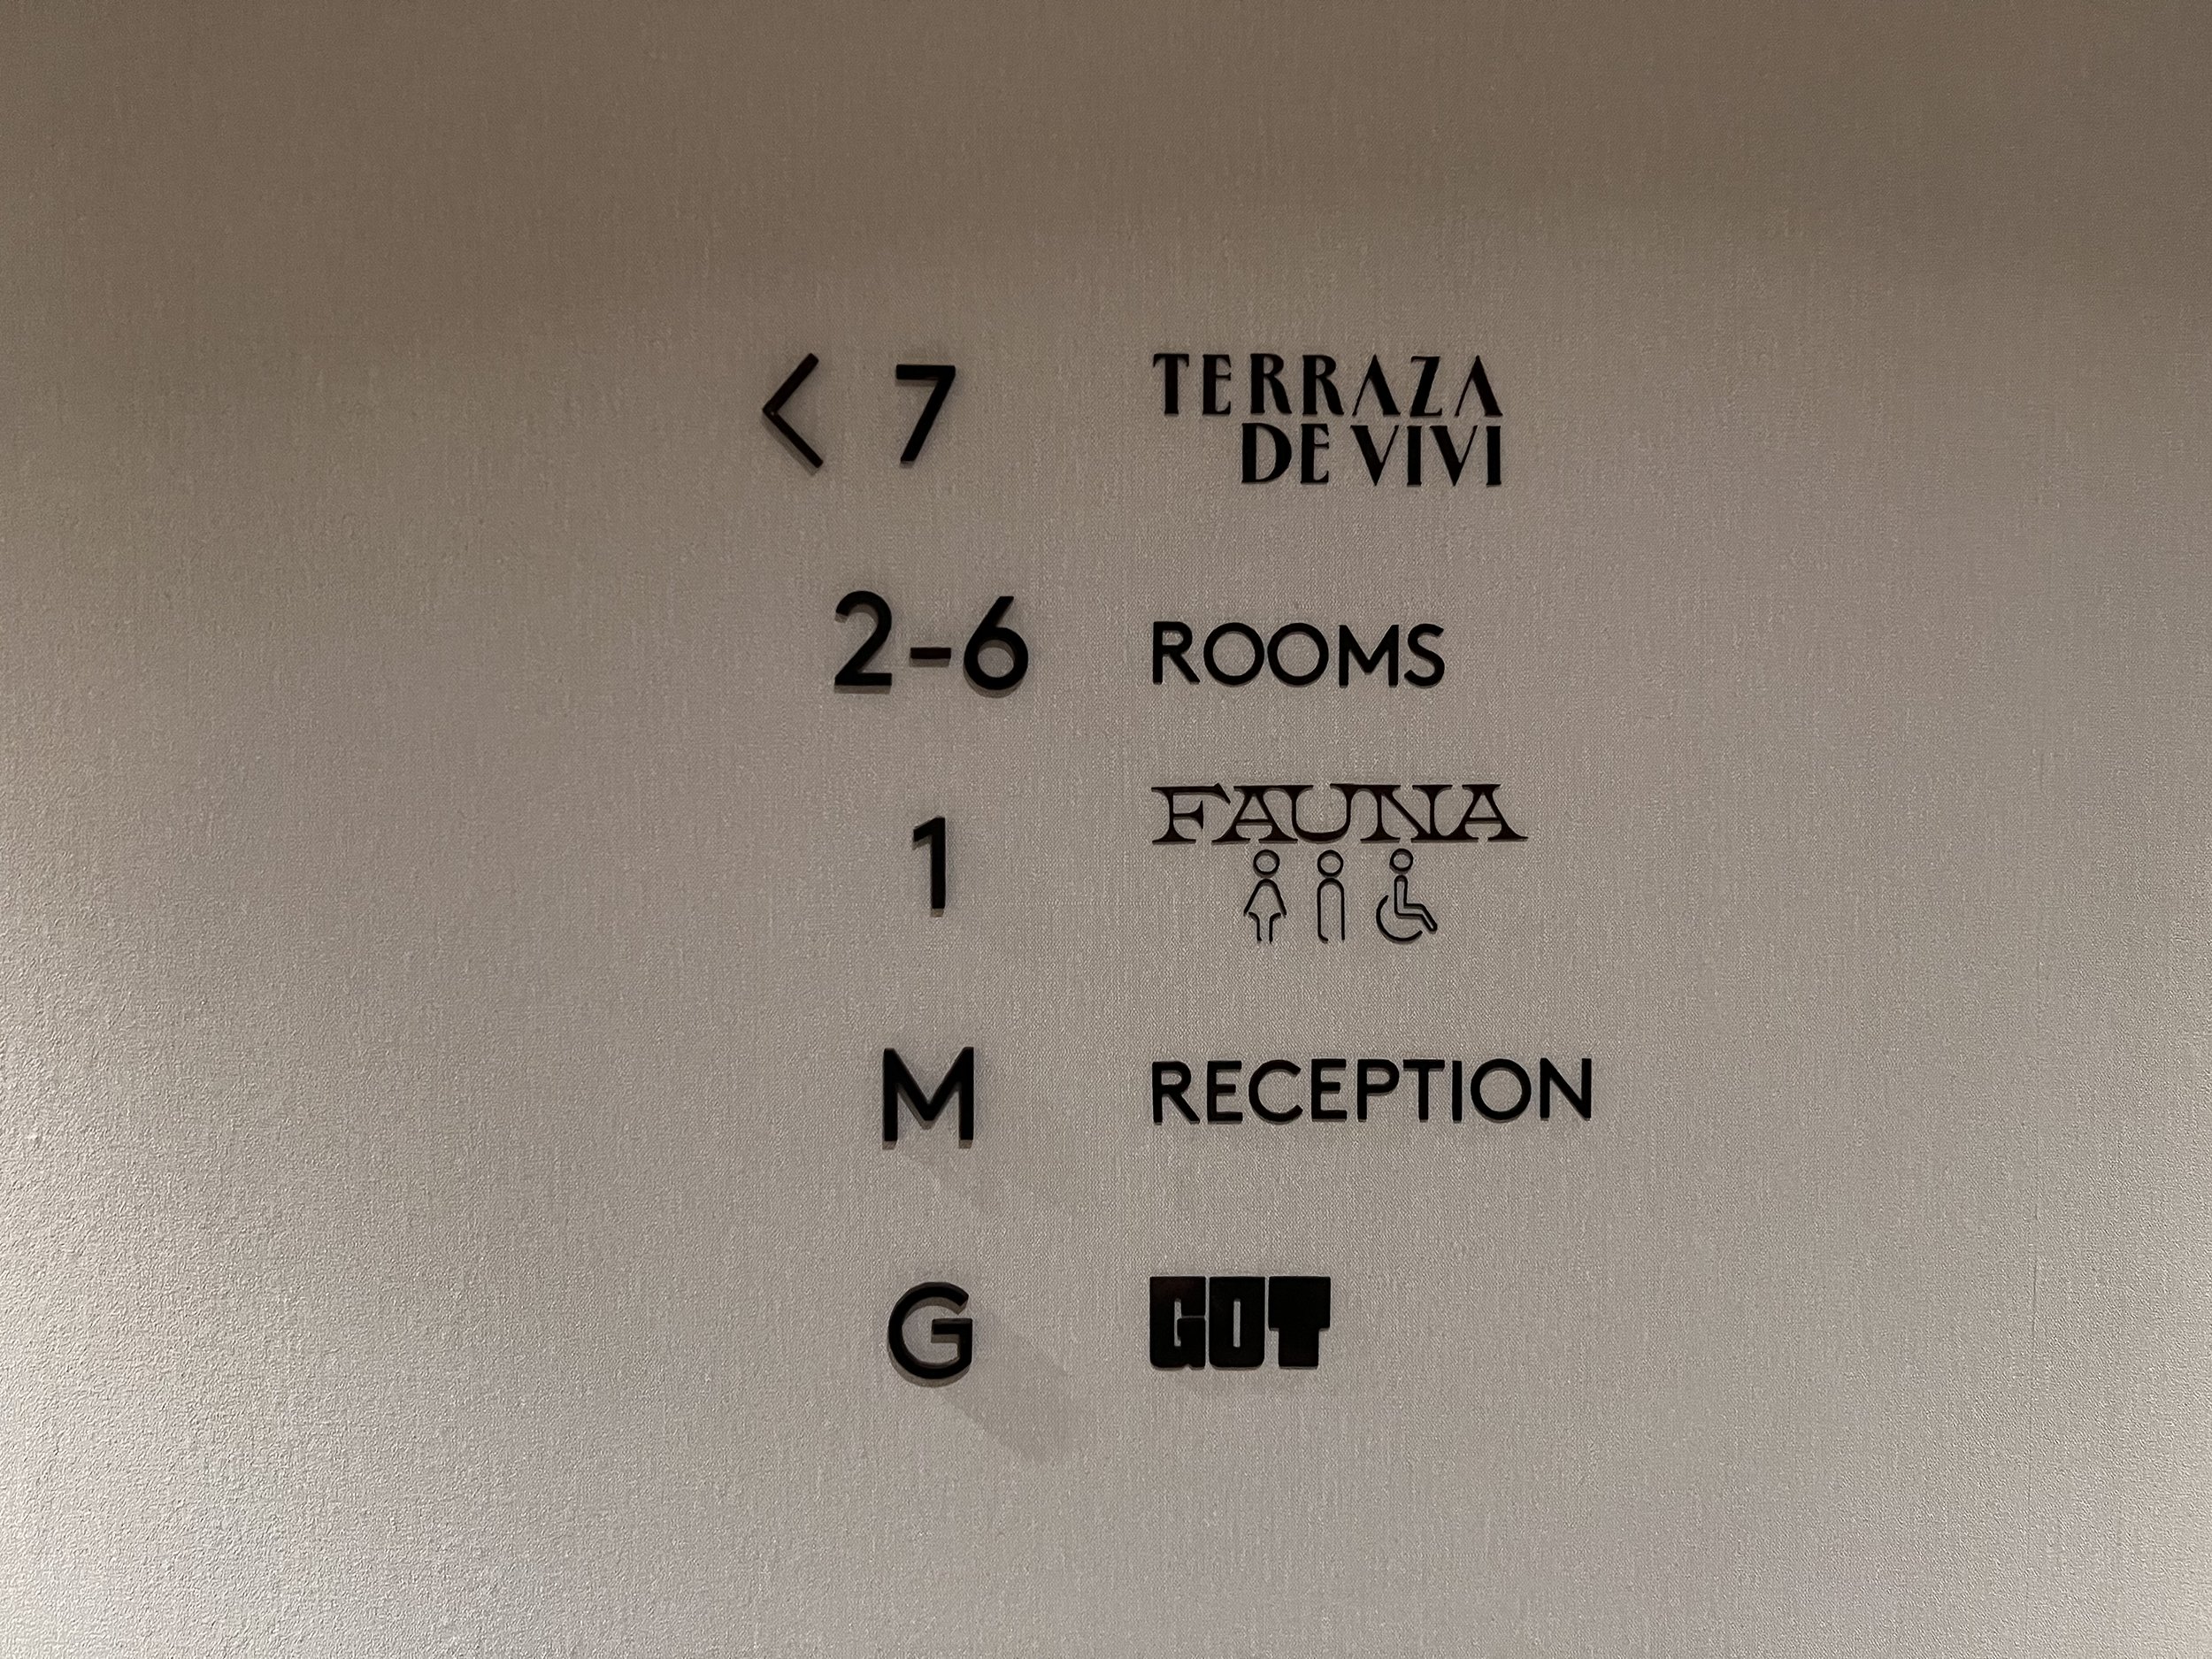 < 7 TERRAZA
DE VIVI
2-6 ROOMS
1 FAUNA
M RECEPTION
G GOT